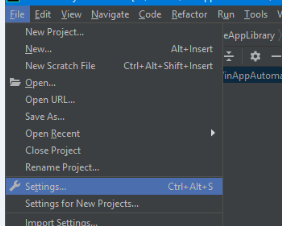 File Edit View Navigate Code Refactor Run Tools
New Project...
eAppLibrary
New... Alt+Insert
New Scratch File Ctrl+Alt+Shift+Insert
Open...
inAppAutoma
Open URL...
Save As...
Open Recent
Close Project
Rename Project...
Settings... Ctrl+Alt+S
Settings for New Projects...
Import Settings...